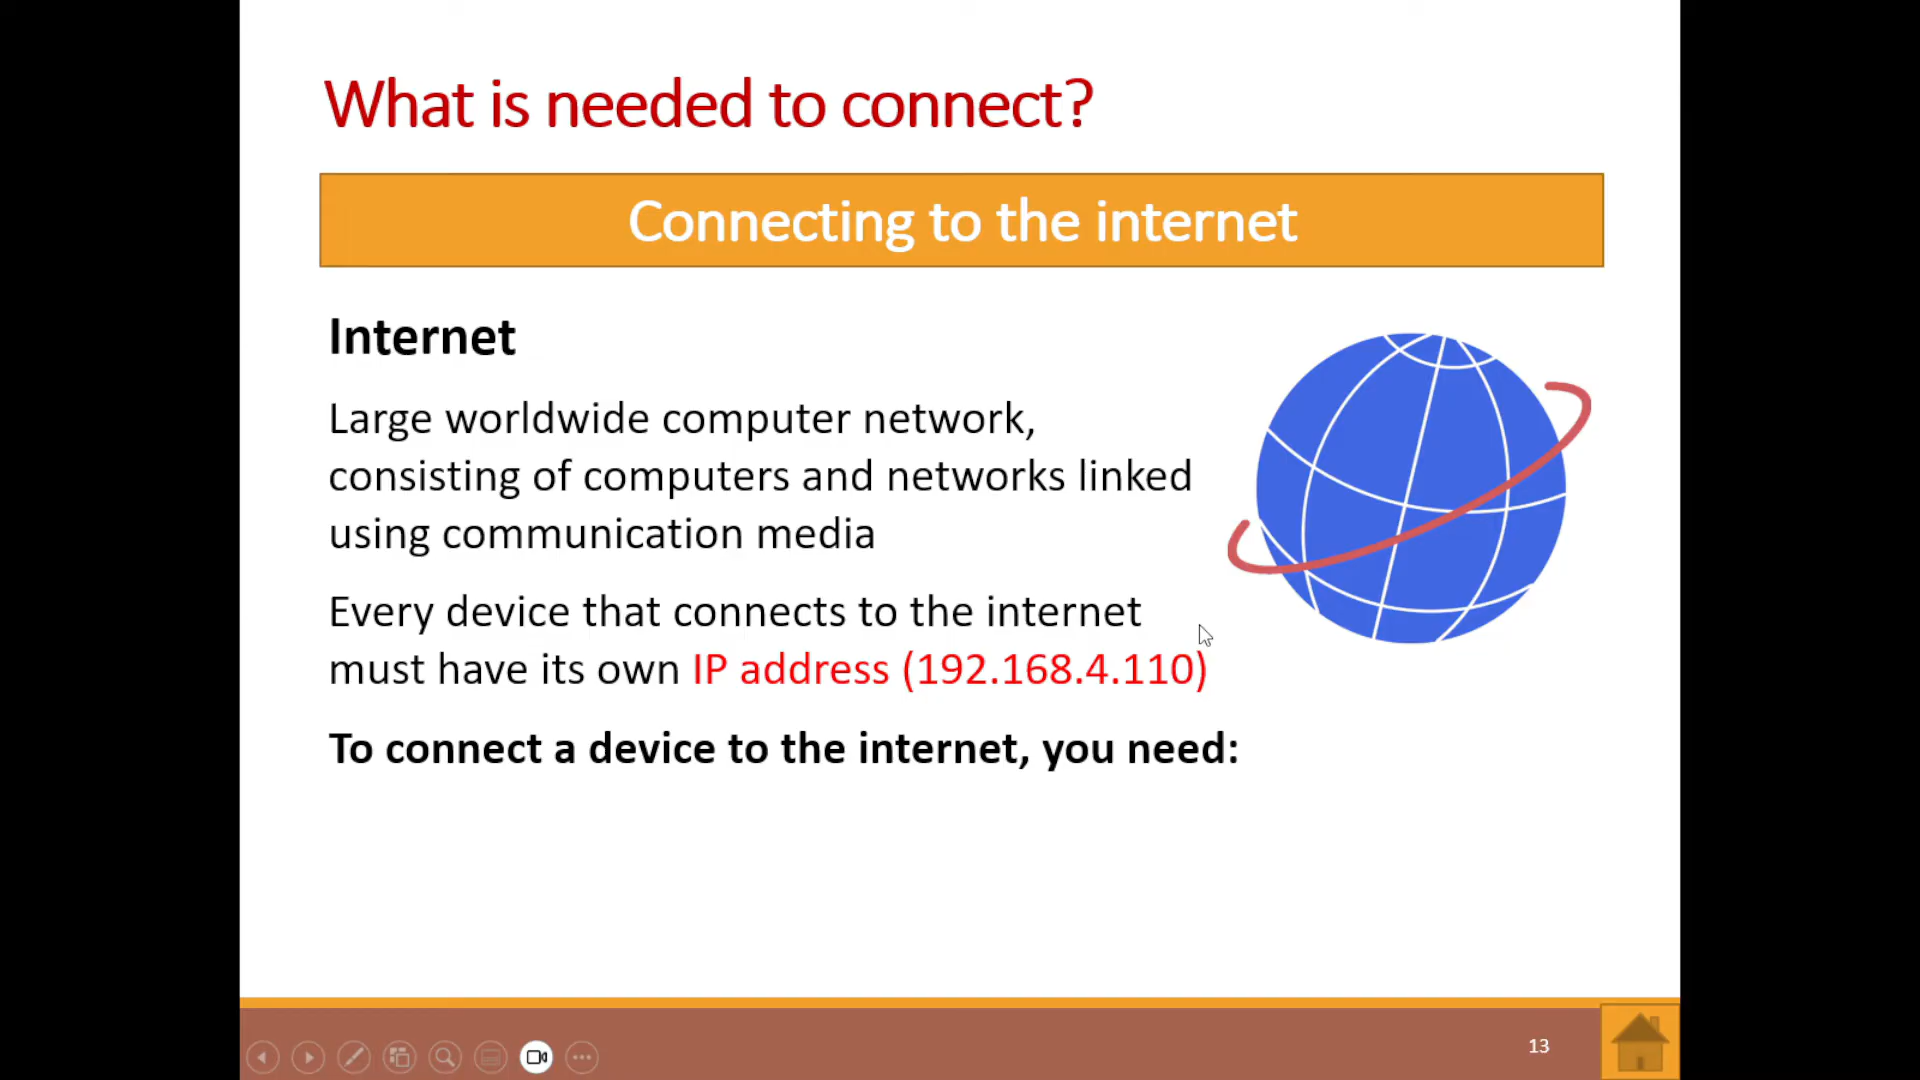 What is needed to connect?
Connecting to the internet
Internet
Large worldwide computer network,
consisting of computers and networks linked
using communication media
Every device that connects to the internet
must have its own IP address (192.168.4.110)
To connect a device to the internet, you need:
13